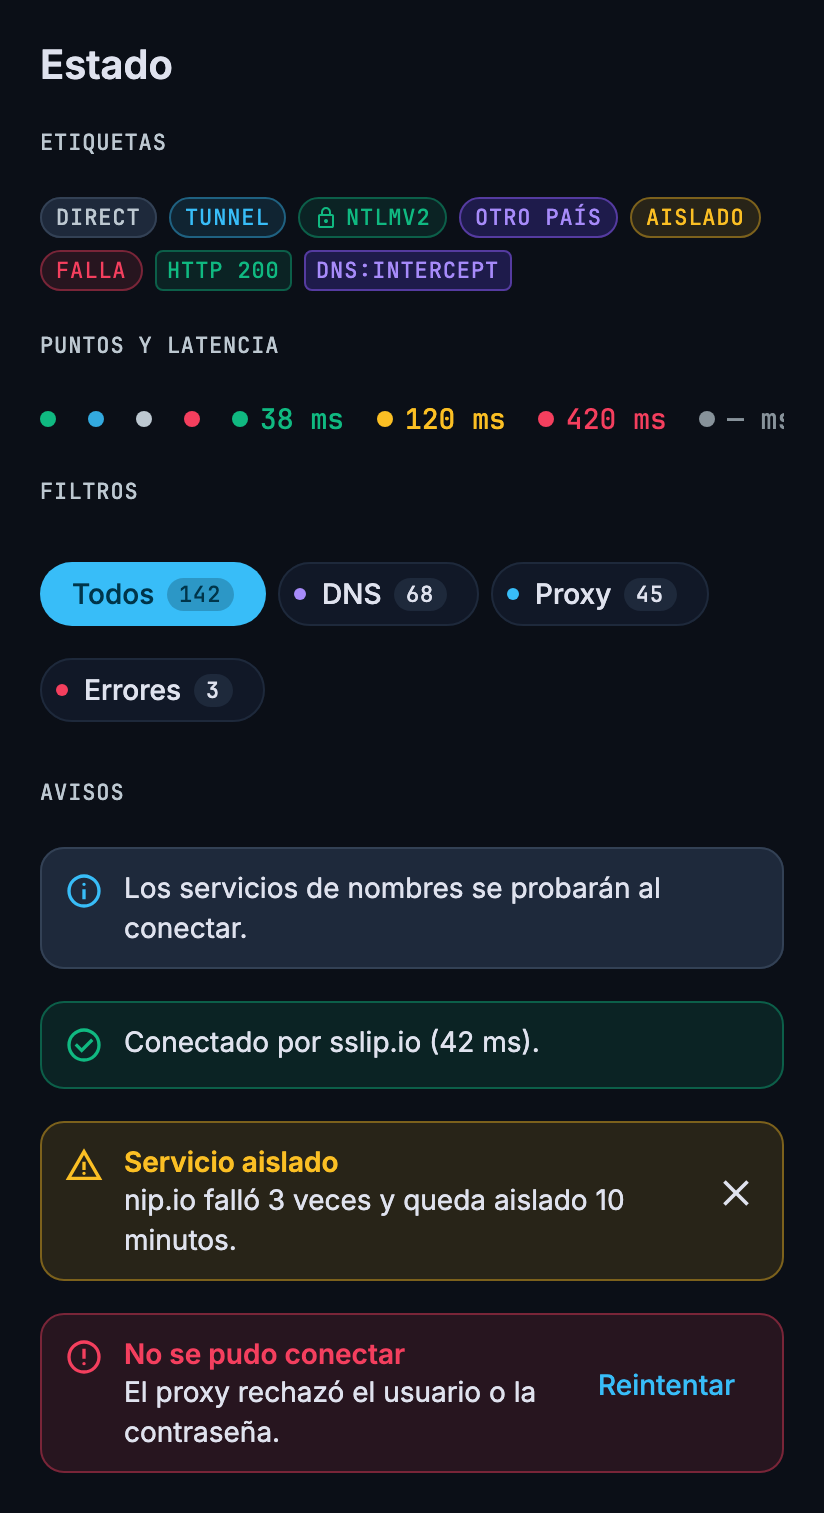 Estado
ETIQUETAS
DIRECT TUNNEL NTLMV2 OTRO PAÍS AISLADO
FALLA HTTP 200 DNS:INTERCEPT
PUNTOS Y LATENCIA
38 ms 120 ms 420 ms — ms
FILTROS
Todos 142 DNS 68 Proxy 45
Errores 3
AVISOS
Los servicios de nombres se probarán al
conectar.
Conectado por sslip.io (42 ms).
Servicio aislado
nip.io falló 3 veces y queda aislado 10
minutos.
No se pudo conectar
El proxy rechazó el usuario o la
contraseña.
Reintentar